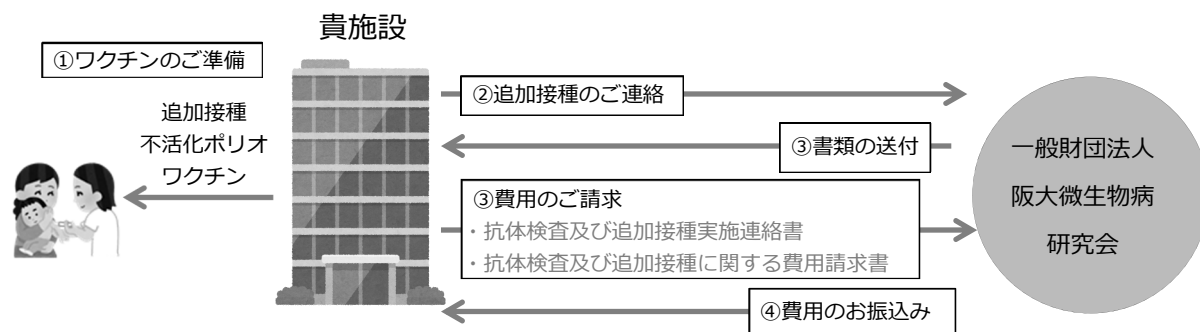 貴施設
①ワクチンのご準備
追加接種
不活化ポリオ
ワクチン
②追加接種のご連絡
③書類の送付
③費用のご請求
・抗体検査及び追加接種実施連絡書
・抗体検査及び追加接種に関する費用請求書
④費用のお振込み
一般財団法人
阪大微生物病
研究会